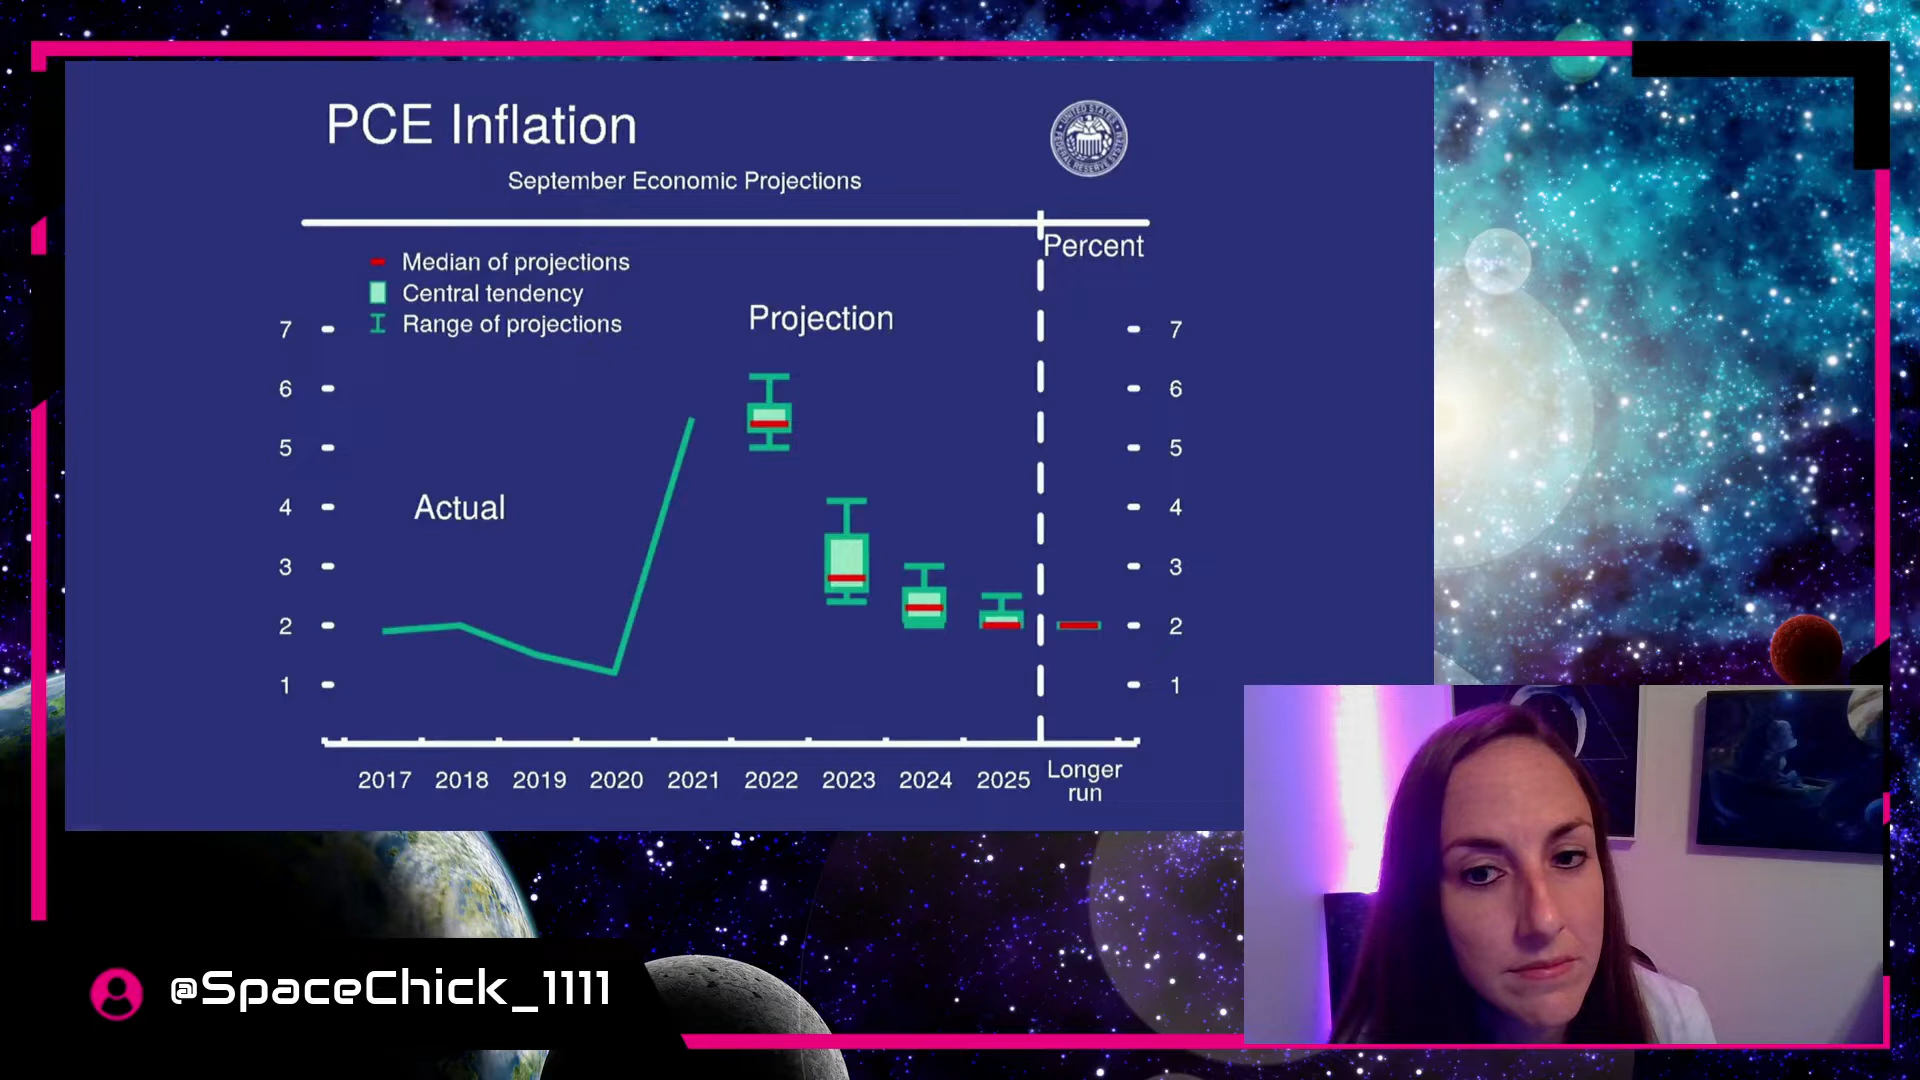 PCE Inflation
September Economic Projections
Percent
Median of projections
Central tendency
Range of projections
Projection
Actual
7
6
5
4
3
2
1
7
6
5
4
3
2
1
2017 2018 2019 2020 2021 2022 2023 2024 2025 Longer
run
@SpaceChick_1111